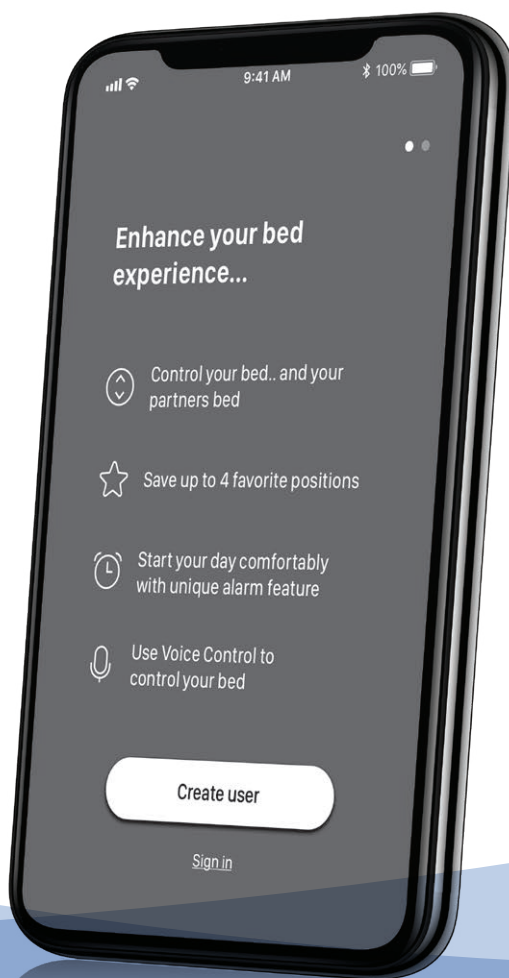 9:41 AM
100%
Enhance your bed
experience...
Control your bed.. and your
partners bed
Save up to 4 favorite positions
Start your day comfortably
with unique alarm feature
Use Voice Control to
control your bed
Create user
Sign in